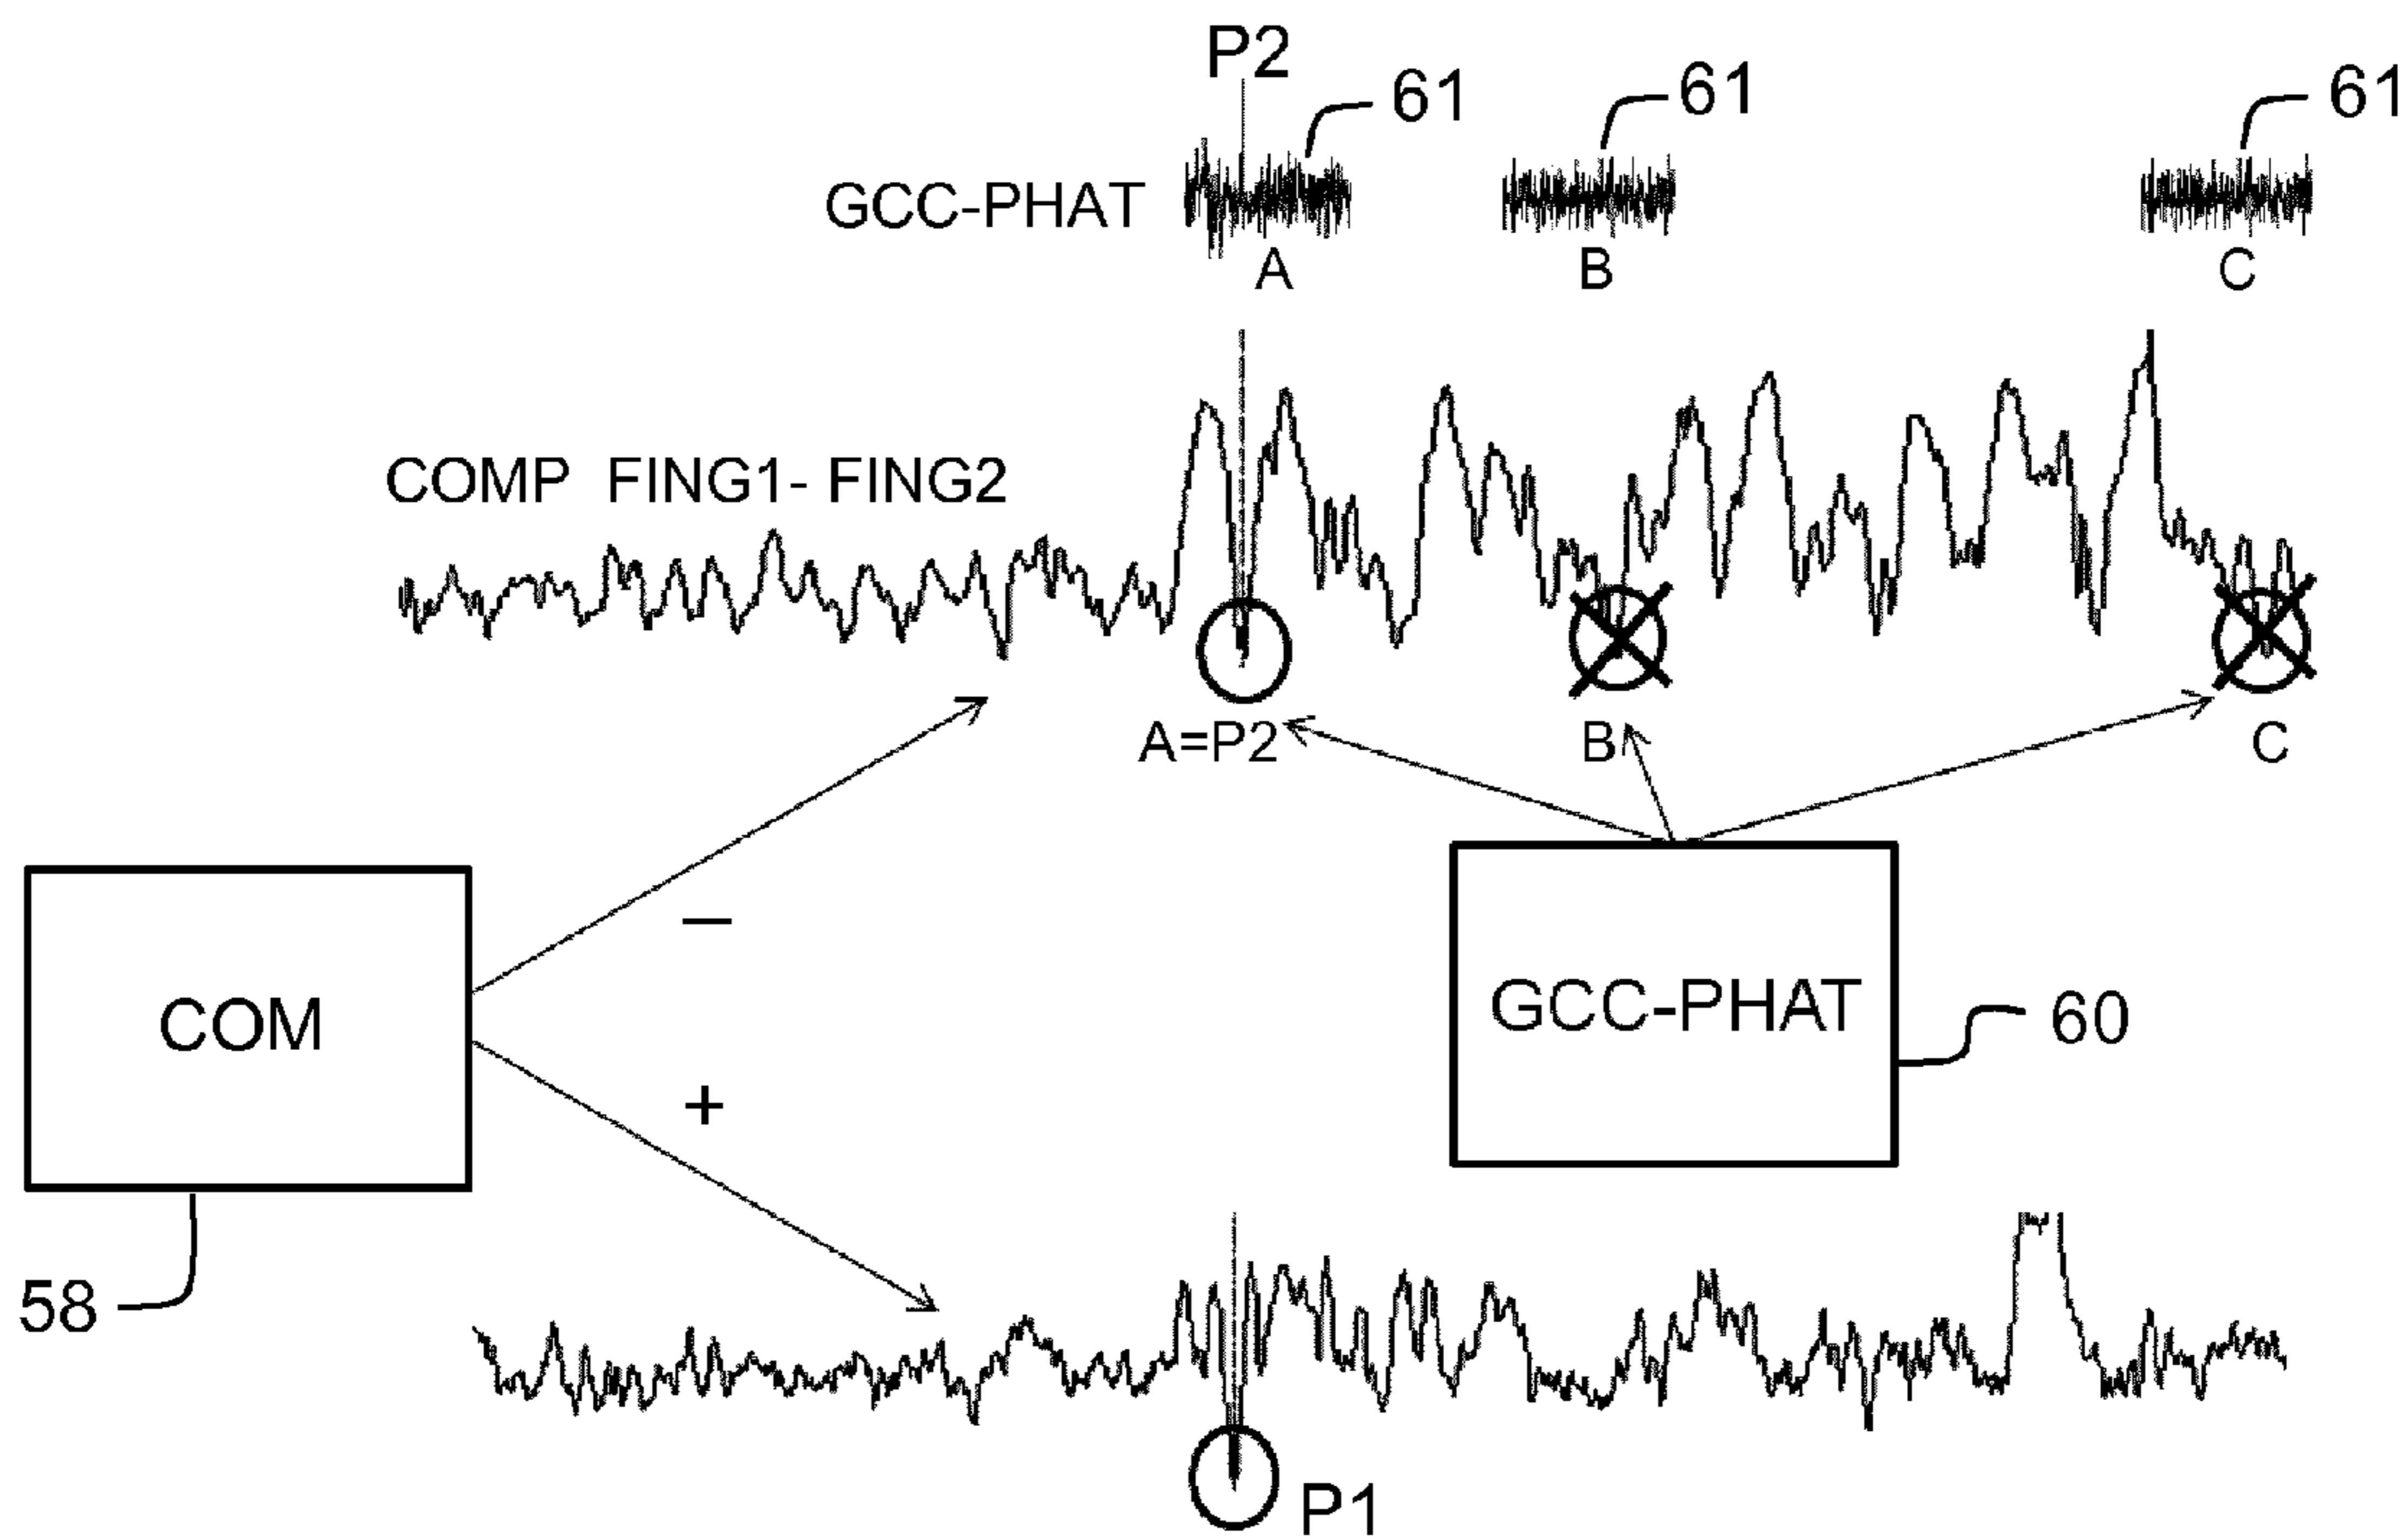 P2
61 61 61
GCC-PHAT
A B C
COMP FING1- FING2
A=P2 B C
−
COM
GCC-PHAT
60
+
58
P1